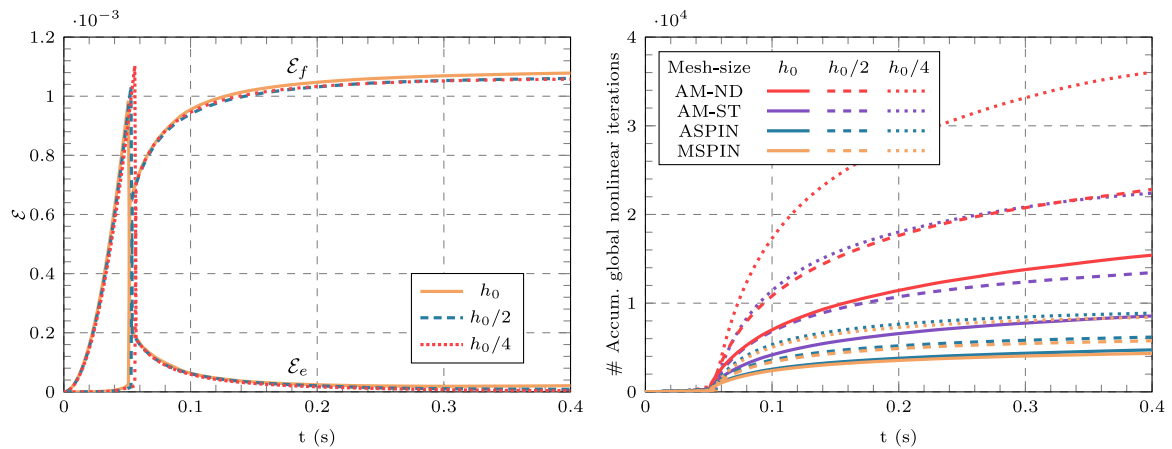 ·10⁻³
1.2
1
0.8
0.6
0.4
0.2
0
ℰ
ℰ_f
ℰ_e
h₀
h₀/2
h₀/4
0 0.1 0.2 0.3 0.4
t (s)
·10⁴
4
3
2
1
0
# Accum. global nonlinear iterations
Mesh-size h₀ h₀/2 h₀/4
AM-ND
AM-ST
ASPIN
MSPIN
0 0.1 0.2 0.3 0.4
t (s)